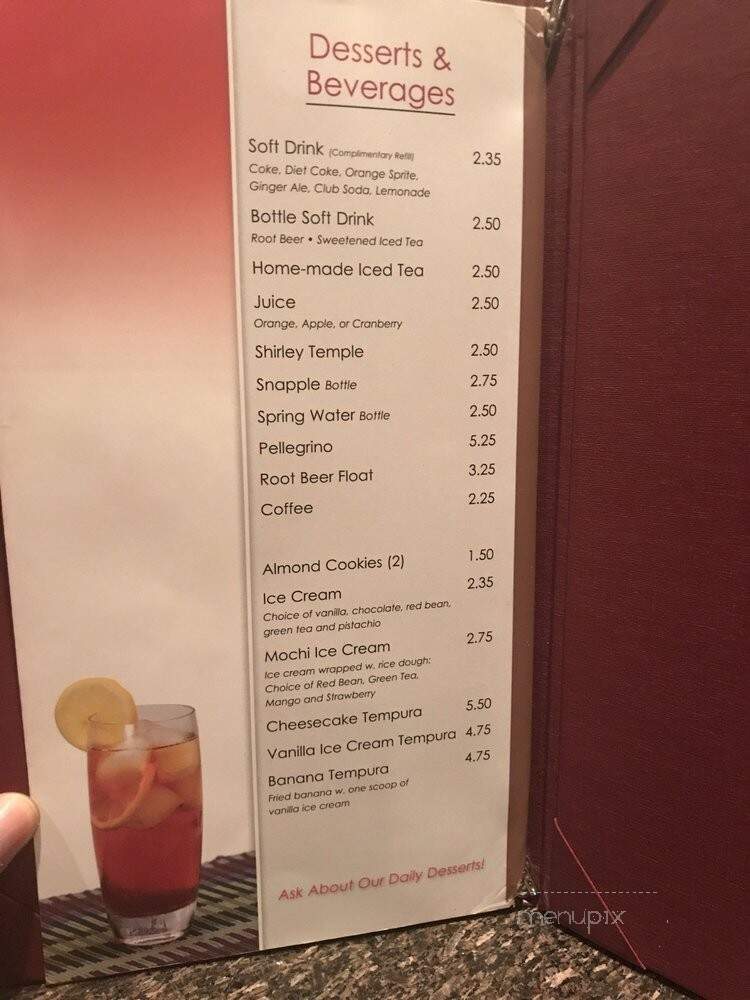 Desserts &
Beverages
Soft Drink (Complimentary Refill) 2.35
Coke, Diet Coke, Orange Sprite,
Ginger Ale, Club Soda, Lemonade
Bottle Soft Drink 2.50
Root Beer • Sweetened Iced Tea
Home-made Iced Tea 2.50
Juice 2.50
Orange, Apple, or Cranberry
Shirley Temple 2.50
Snapple Bottle 2.75
Spring Water Bottle 2.50
Pellegrino 5.25
Root Beer Float 3.25
Coffee 2.25
Almond Cookies (2) 1.50
Ice Cream 2.35
Choice of vanilla, chocolate, red bean,
green tea and pistachio
Mochi Ice Cream 2.75
Ice cream wrapped w. rice dough:
Choice of Red Bean, Green Tea,
Mango and Strawberry
Cheesecake Tempura 5.50
Vanilla Ice Cream Tempura 4.75
Banana Tempura 4.75
Fried banana w. one scoop of
vanilla ice cream
Ask About Our Daily Desserts!
menupix